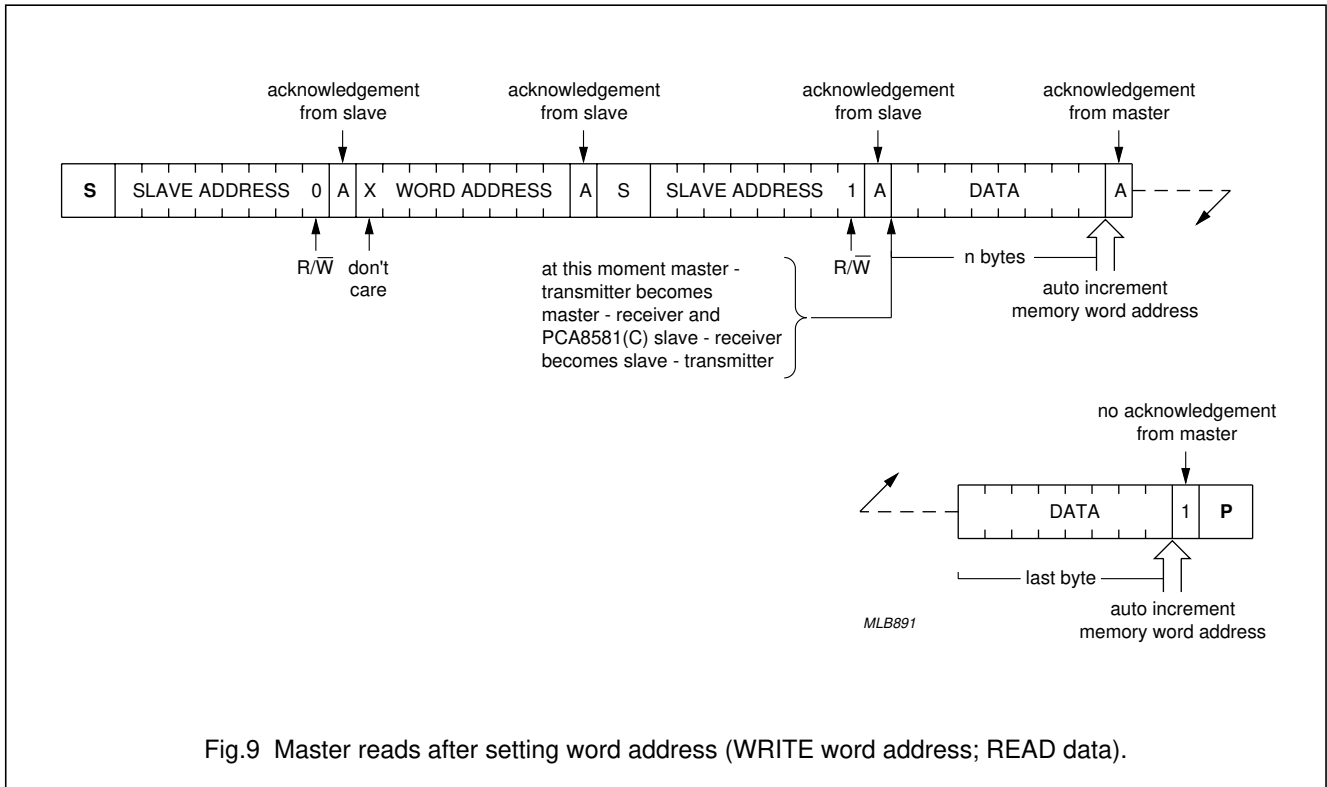 acknowledgement acknowledgement acknowledgement acknowledgement
from slave from slave from slave from master
S SLAVE ADDRESS 0 A X WORD ADDRESS A S SLAVE ADDRESS 1 A DATA A
R/W̅ don't R/W̅ n bytes
care
at this moment master -
transmitter becomes
master - receiver and
PCA8581(C) slave - receiver
becomes slave - transmitter
auto increment
memory word address
no acknowledgement
from master
DATA 1 P
last byte
auto increment
memory word address
MLB891
Fig.9 Master reads after setting word address (WRITE word address; READ data).